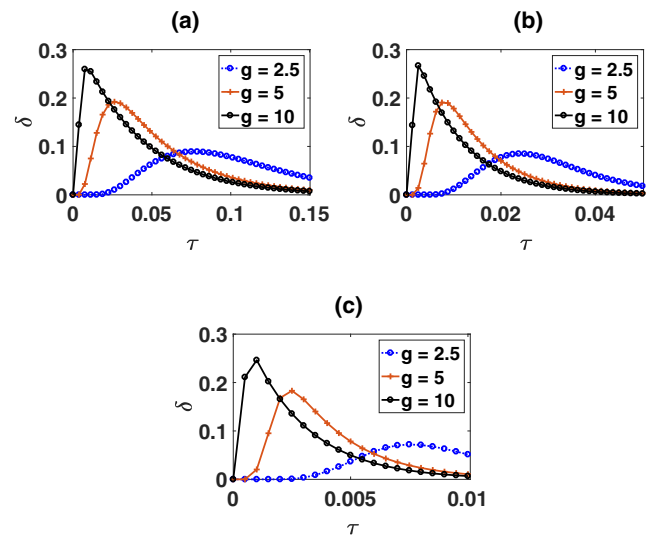 (a)
0.3
0.2
0.1
0
δ
0 0.05 0.1 0.15
τ
g = 2.5
g = 5
g = 10
(b)
0.3
0.2
0.1
0
δ
0 0.02 0.04
τ
g = 2.5
g = 5
g = 10
(c)
0.3
0.2
0.1
0
δ
0 0.005 0.01
τ
g = 2.5
g = 5
g = 10